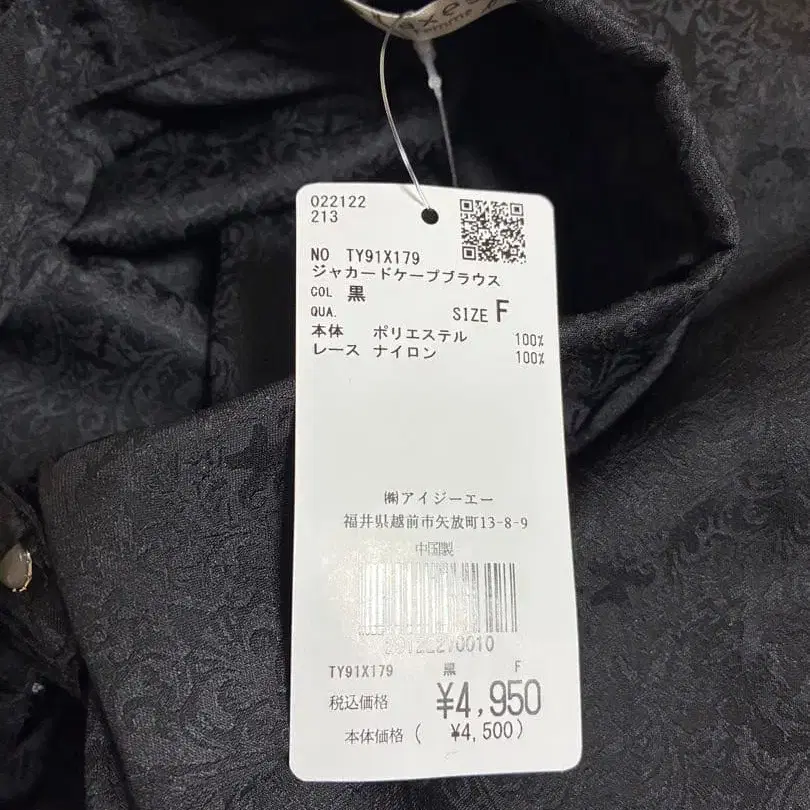 022122
213
NO TY91X179
ジャカードケープブラウス
COL 黒
QUA. SIZE F
本体 ポリエステル 100%
レース ナイロン 100%
㈱アイジーエー
福井県越前市矢放町13-8-9
中国製
TY91X179 黒 F
税込価格 ¥4,950
本体価格( ¥4,500)